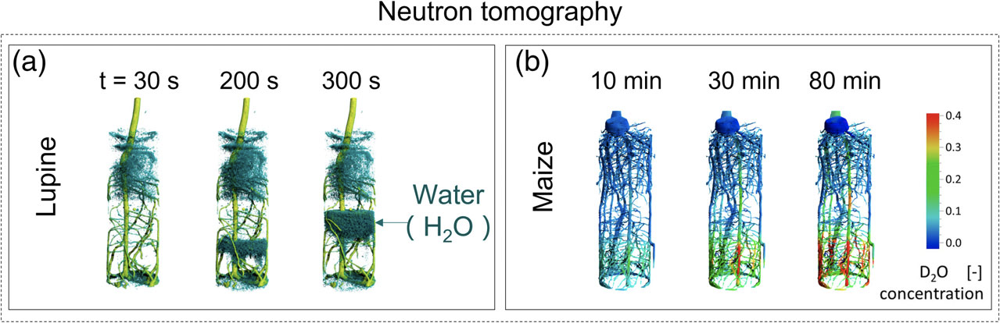 Neutron tomography
(a)
t = 30 s 200 s 300 s
Lupine
Water
( H₂O )
(b)
10 min 30 min 80 min
Maize
0.4
0.3
0.2
0.1
0.0
D₂O [-]
concentration